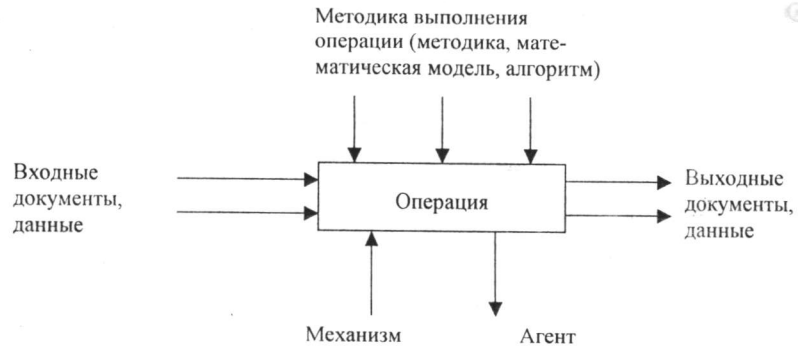 Методика выполнения
операции (методика, мате-
матическая модель, алгоритм)
Входные
документы,
данные
Операция
Выходные
документы,
данные
Механизм
Агент